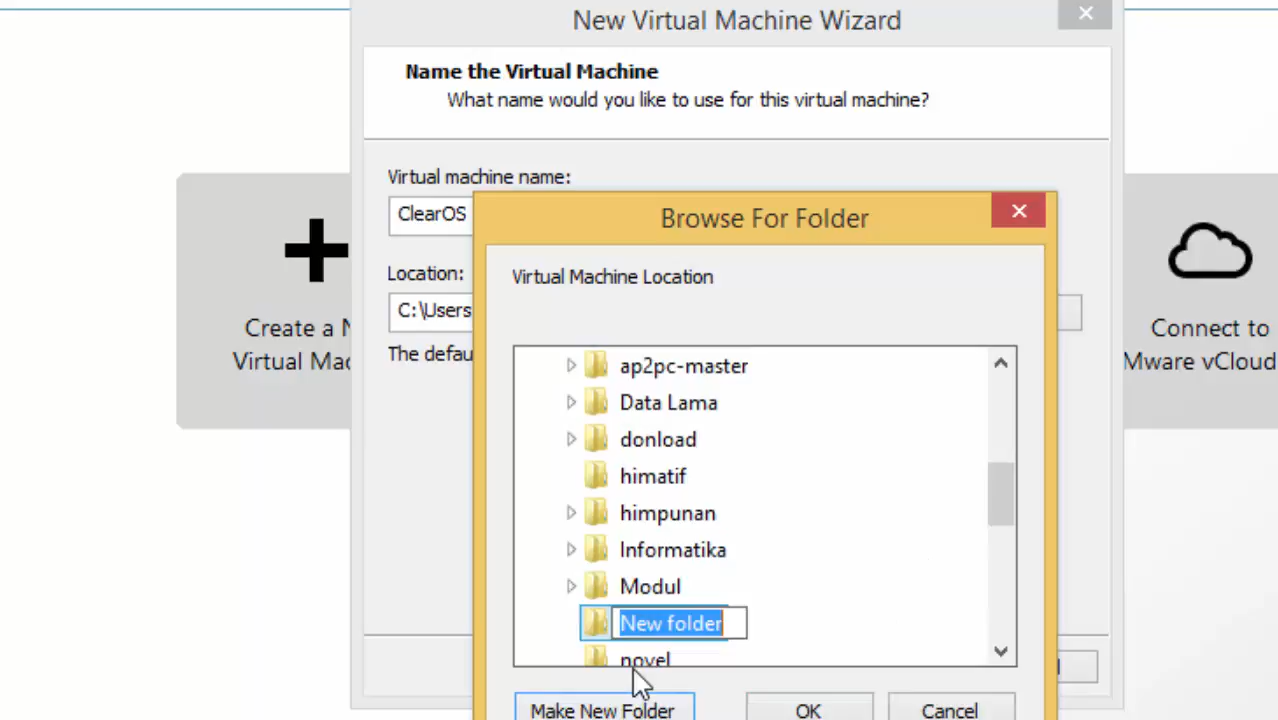 New Virtual Machine Wizard
Name the Virtual Machine
What name would you like to use for this virtual machine?
Virtual machine name:
ClearOS
Location:
C:\Users
The defau
Create a N
Virtual Mac
Connect to
Mware vCloud
Browse For Folder
Virtual Machine Location
ap2pc-master
Data Lama
donload
himatif
himpunan
Informatika
Modul
New folder
novel
Make New Folder
OK
Cancel